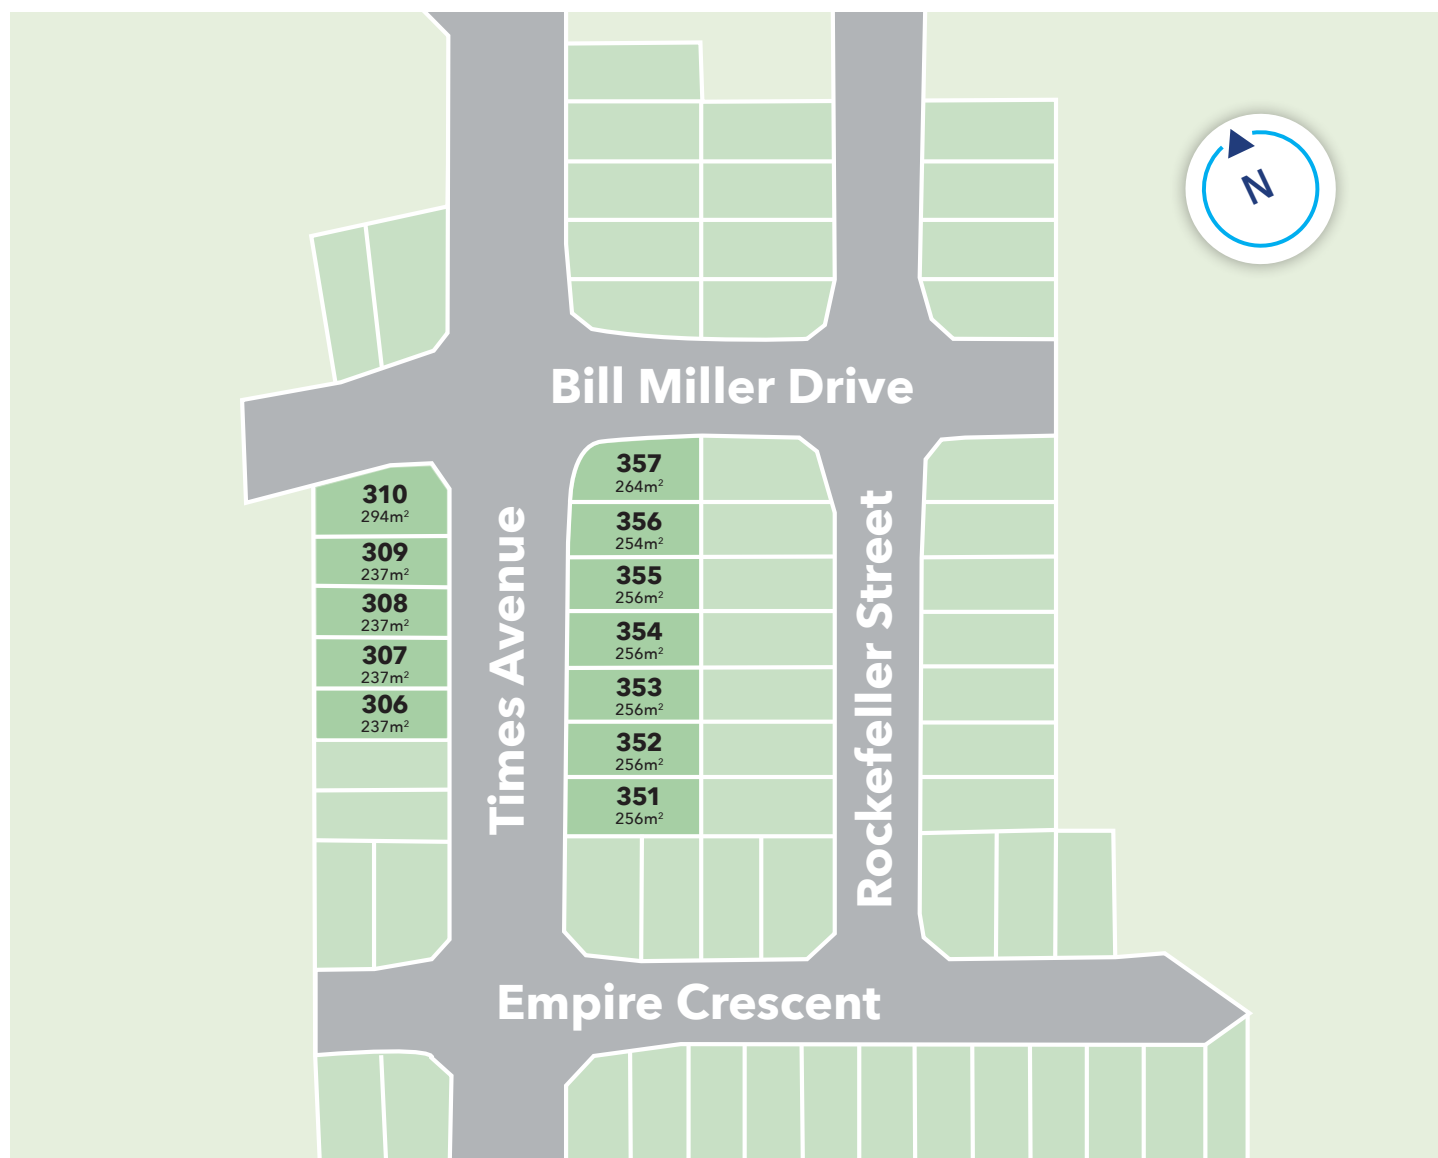 N
Bill Miller Drive
310
294m²
309
237m²
308
237m²
307
237m²
306
237m²
Times Avenue
357
264m²
356
254m²
355
256m²
354
256m²
353
256m²
352
256m²
351
256m²
Rockefeller Street
Empire Crescent